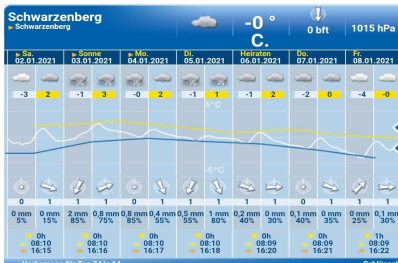 Schwarzenberg
▸ Schwarzenberg
-0 °
C.
0 bft
1015 hPa
▸ Sa. ▸ Sonne ▸ Mo. Di. Heiraten Do. Fr.
02.01.2021 03.01.2021 04.01.2021 05.01.2021 06.01.2021 07.01.2021 08.01.2021
-3 2 -1 3 -0 2 -1 1 -1 2 -2 0 -4 -0
5°C
-5°C
0 1 1 1 0 1 1 1 1 1 0 1 1 1
0 mm 0 mm 2 mm 0,8 mm 0,8 mm 0,4 mm 0,5 mm 1 mm 0,2 mm 0 mm 0,1 mm 0 mm 0 mm 0,1 mm
5% 15% 85% 75% 85% 55% 55% 80% 40% 30% 40% 35% 25% 30%
0h 0h 0h 0h 0h 0h 1h
08:10 08:10 08:10 08:10 08:09 08:09 08:09
16:15 16:16 16:17 16:18 16:20 16:21 16:22